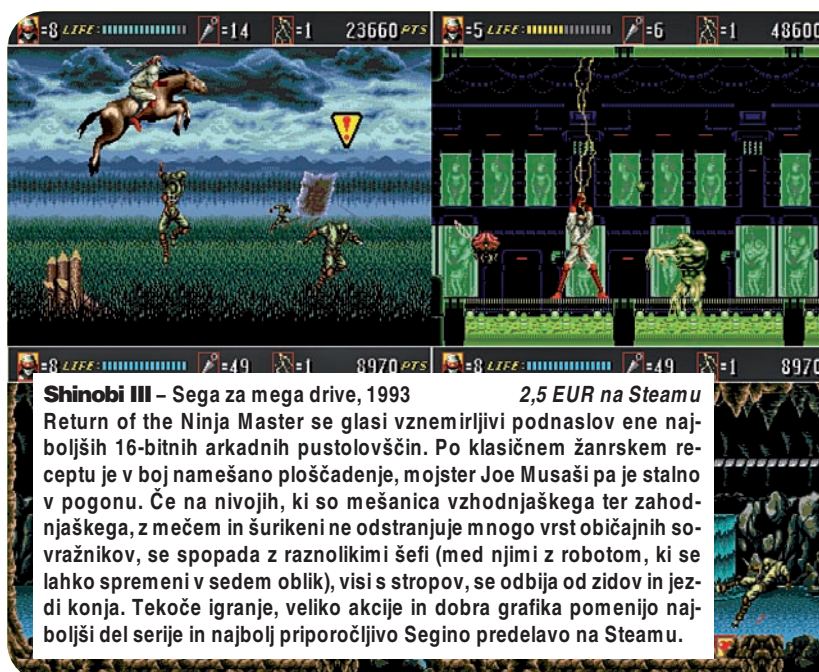 =8 LIFE: =14 =1 23660 PTS
=5 LIFE: =6 =1 48600
=8 LIFE: =49 =1 8970 PTS
=8 LIFE: =49 =1 8970
Shinobi III – Sega za mega drive, 1993 2,5 EUR na Steamu
Return of the Ninja Master se glasi vznemirljivi podnaslov ene naj-
boljših 16-bitnih arkadnih pustolovščin. Po klasičnem žanrskem re-
ceptu je v boj namešano ploščadenje, mojster Joe Musaši pa je stalno
v pogonu. Če na nivojih, ki so mešanica vzhodnjaškega ter zahod-
njaškega, z mečem in šurikeni ne odstranjuje mnogo vrst običajnih so-
vražnikov, se spopada z raznolikimi šefi (med njimi z robotom, ki se
lahko spremeni v sedem oblik), visi s stropov, se odbija od zidov in jez-
di konja. Tekoče igranje, veliko akcije in dobra grafika pomenijo naj-
boljši del serije in najbolj priporočljivo Segino predelavo na Steamu.